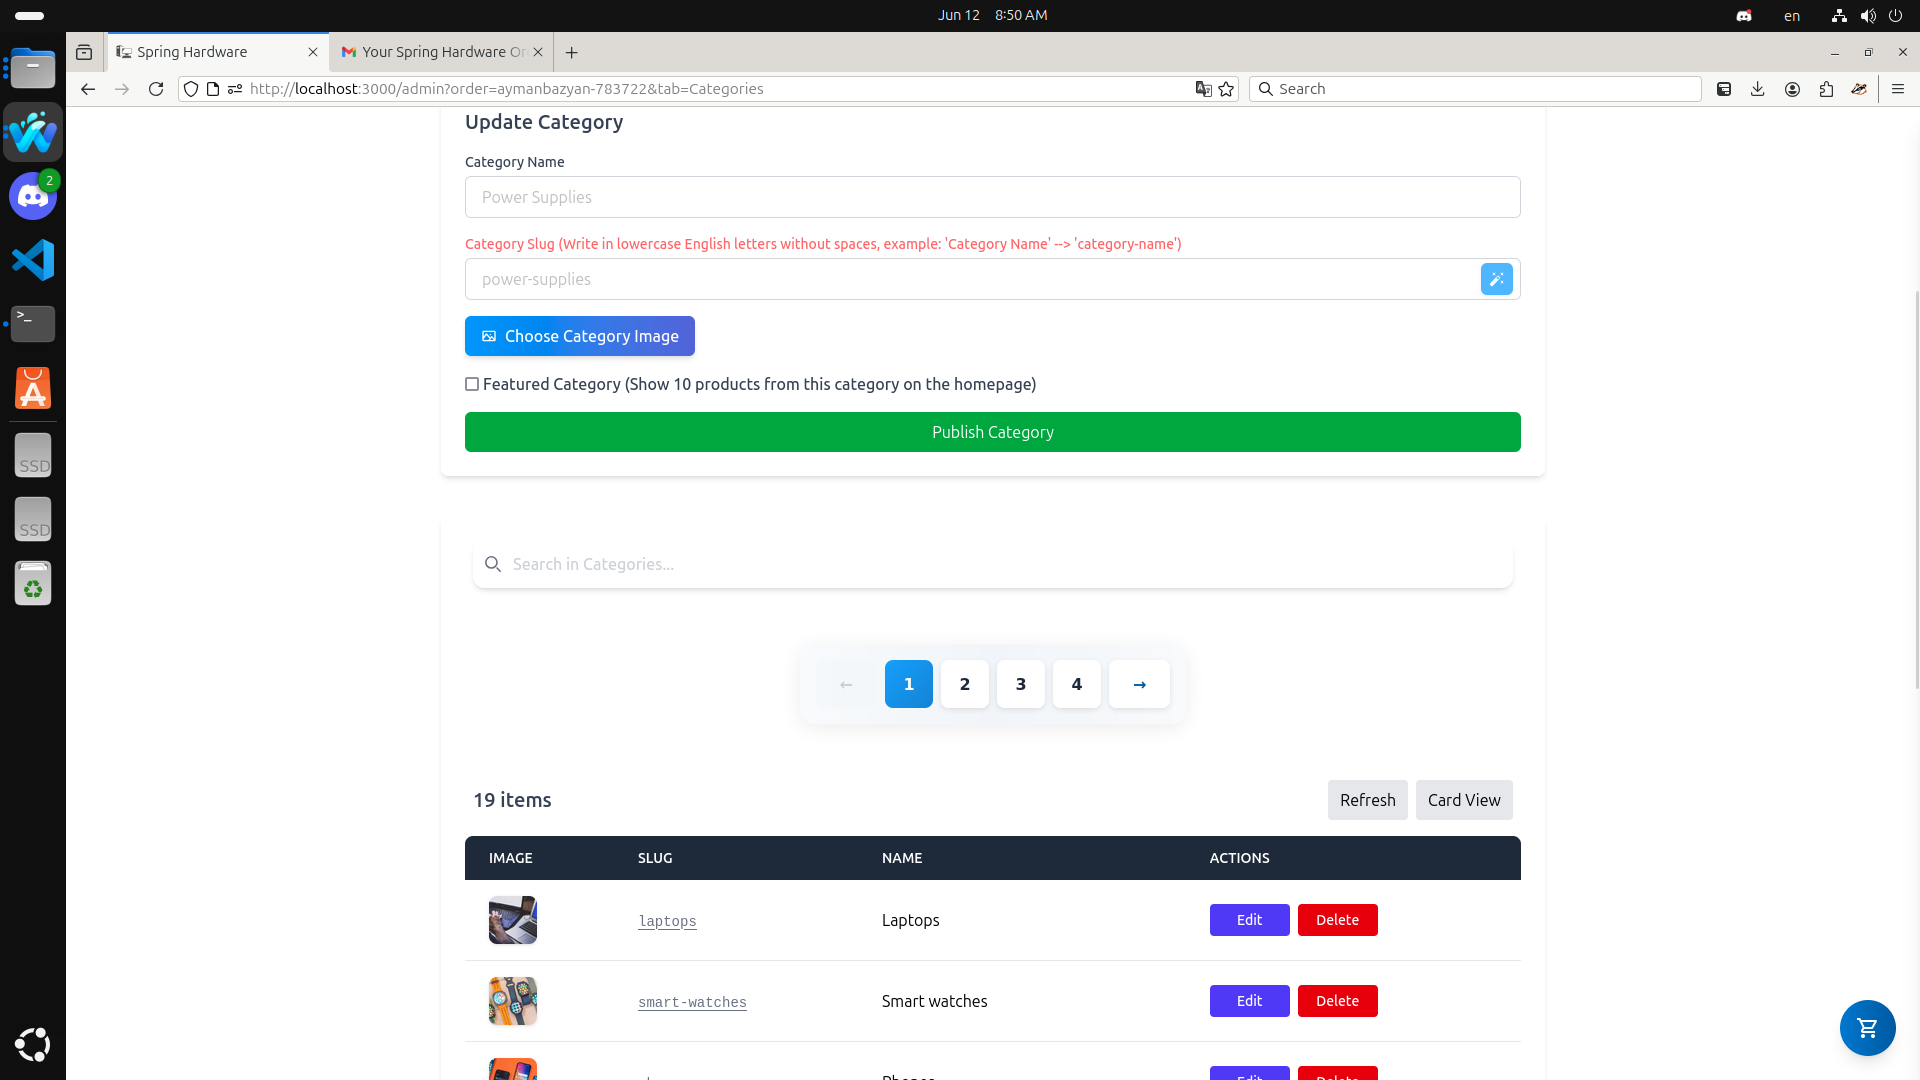 Jun 12 8:50 AM
en
Spring Hardware
Your Spring Hardware Or
http://localhost:3000/admin?order=aymanbazyan-783722&tab=Categories
Search
2
>_
SSD
SSD
Update Category
Category Name
Power Supplies
Category Slug (Write in lowercase English letters without spaces, example: 'Category Name' --> 'category-name')
power-supplies
Choose Category Image
Featured Category (Show 10 products from this category on the homepage)
Publish Category
Search in Categories...
← 1 2 3 4 →
19 items
Refresh
Card View
IMAGE SLUG NAME ACTIONS
laptops Laptops Edit Delete
smart-watches Smart watches Edit Delete
Phones Edit Delete